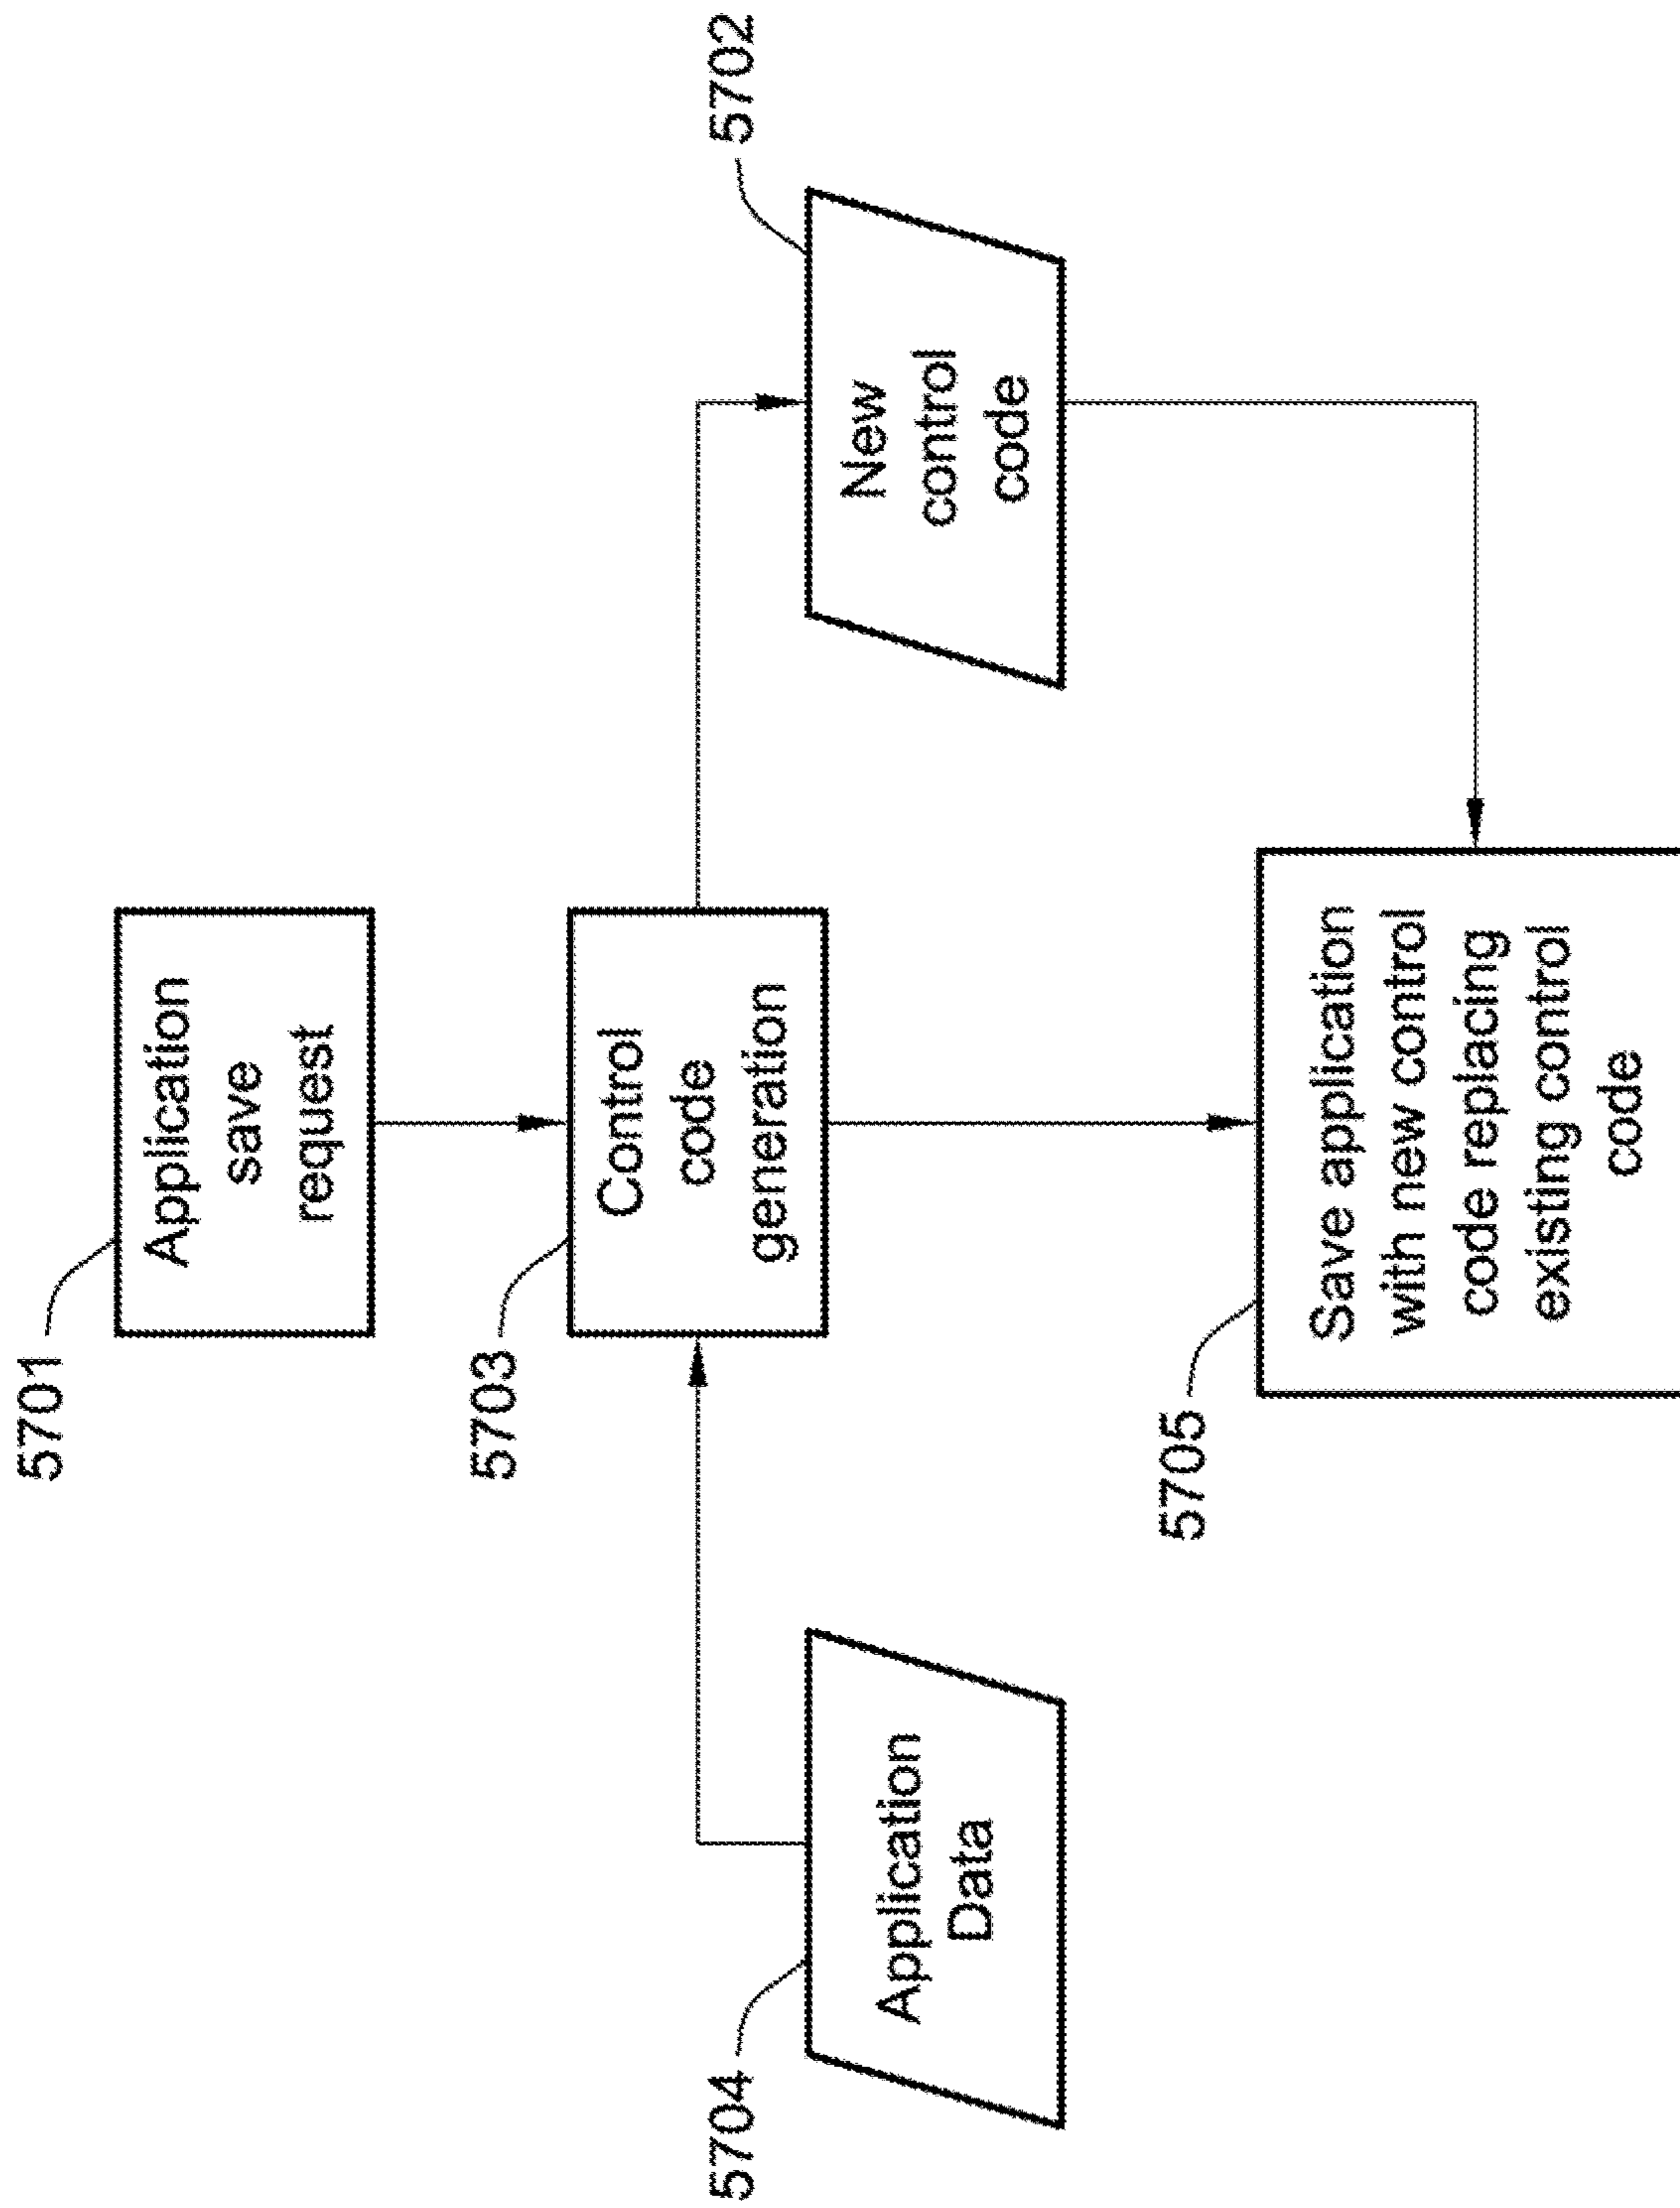 5701
Application
save
request
5703
Control
code
generation
5702
New
control
code
5704
Application
Data
5705
Save application
with new control
code replacing
existing control
code